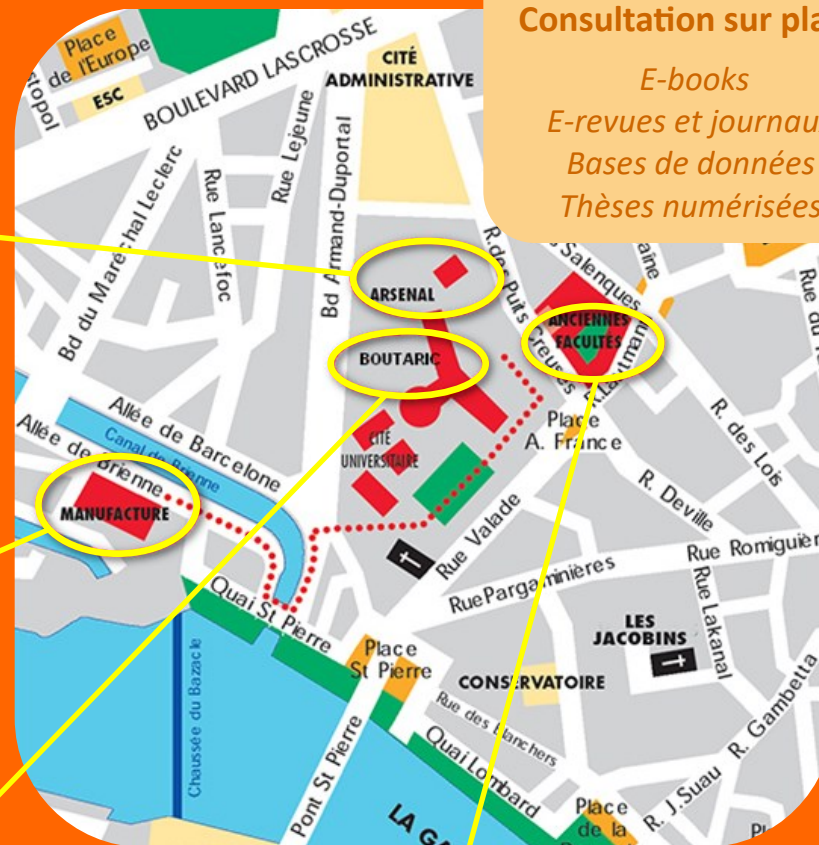 Consultation sur pla
E-books
E-revues et journau
Bases de données
Thèses numérisées
Place
de l'Europe
stopol
ESC
BOULEVARD LASCROSSE
CITÉ
ADMINISTRATIVE
Bd du Maréchal Leclerc
Rue Lancefoc
Rue Lejeune
Bd Armand-Duportal
R. des Puits Creusés
Salenques
ARSENAL
ANCIENNES
FACULTÉS
R. Lautman
BOUTARIC
Place
A. France
R. des Lois
Allée de Barcelone
Canal de Brienne
Allée de Brienne
CITÉ
UNIVERSITAIRE
MANUFACTURE
R. Deville
Rue Valade
Rue Romiguièr
Rue Pargaminières
Rue Lakanal
Quai St Pierre
LES
JACOBINS
Place
St Pierre
CONSERVATOIRE
Chaussée du Bazacle
Rue des Blanchers
R. Gambetta
Pont St Pierre
Quai Lombard
R. J.Suau
Place
de la
LA GA